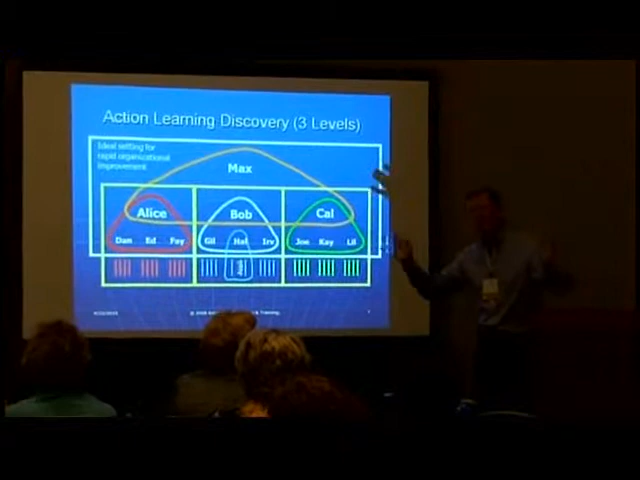 Action Learning Discovery (3 Levels)
Ideal setting for
rapid organizational
improvement
Max
Alice
Bob
Cal
Dan Ed Fay Gil Hal Irv Joe Kay Lil
& Training,